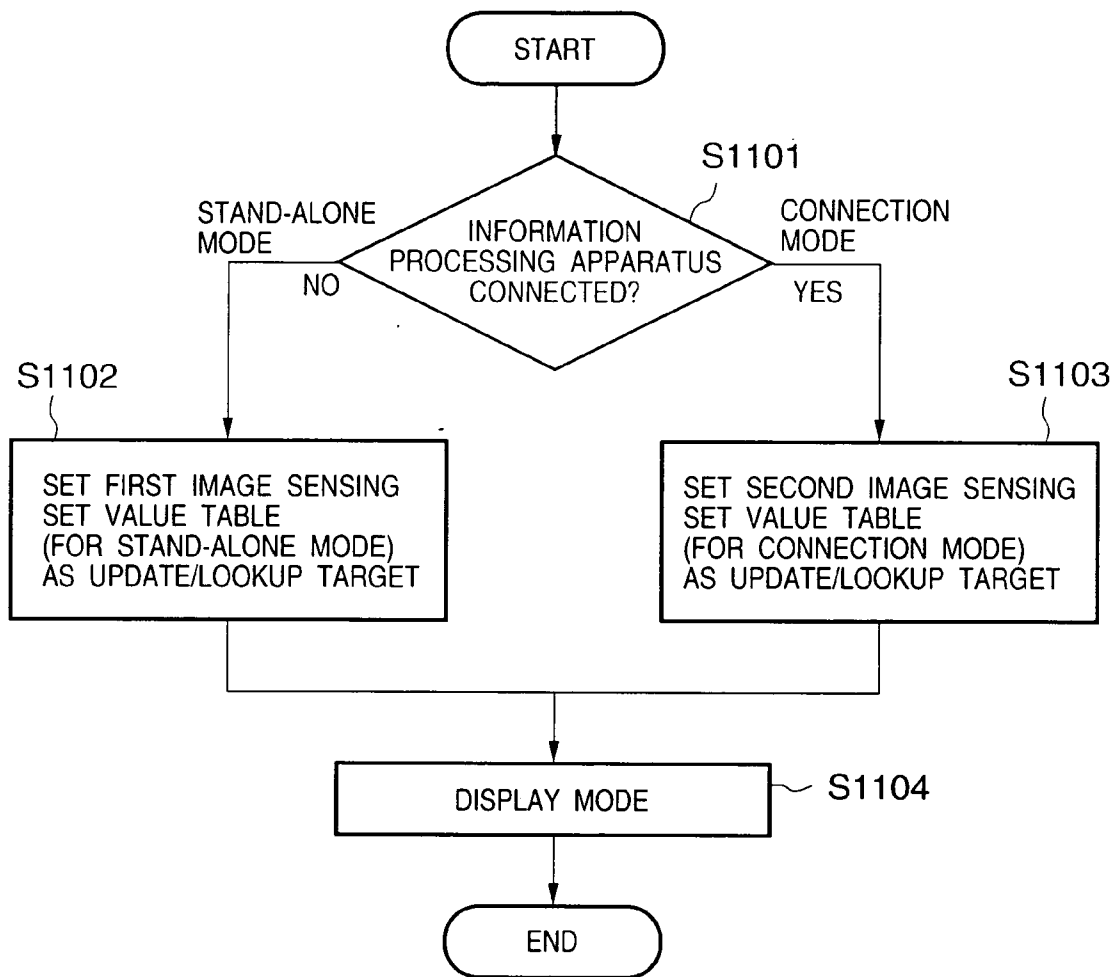 START
S1101
STAND-ALONE
MODE
NO
INFORMATION
PROCESSING APPARATUS
CONNECTED?
CONNECTION
MODE
YES
S1102
SET FIRST IMAGE SENSING
SET VALUE TABLE
(FOR STAND-ALONE MODE)
AS UPDATE/LOOKUP TARGET
S1103
SET SECOND IMAGE SENSING
SET VALUE TABLE
(FOR CONNECTION MODE)
AS UPDATE/LOOKUP TARGET
DISPLAY MODE
S1104
END